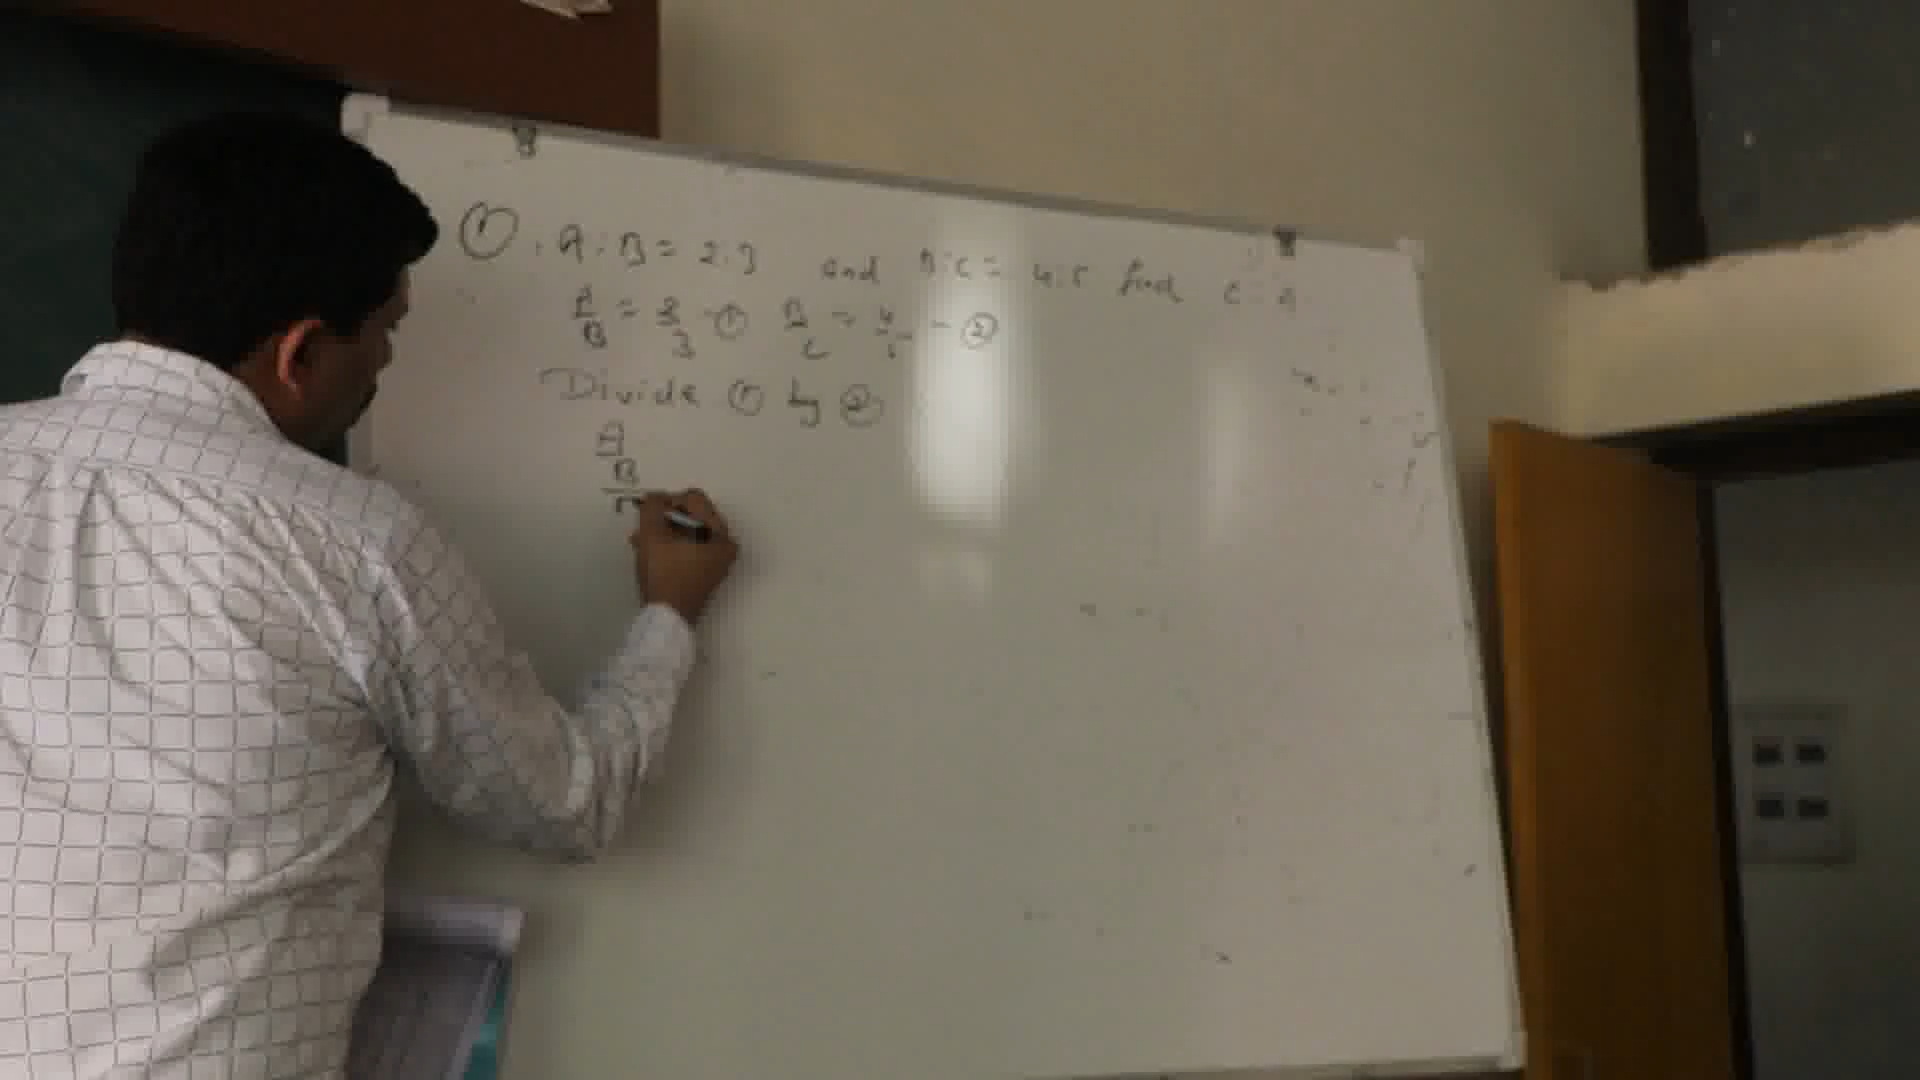 ① . A : B = 2 : 3 and B : C = 4 : 5 find C : A
A/B = 2/3 - ① B/C = 4/5 - ②
Divide ① by ②
A/B